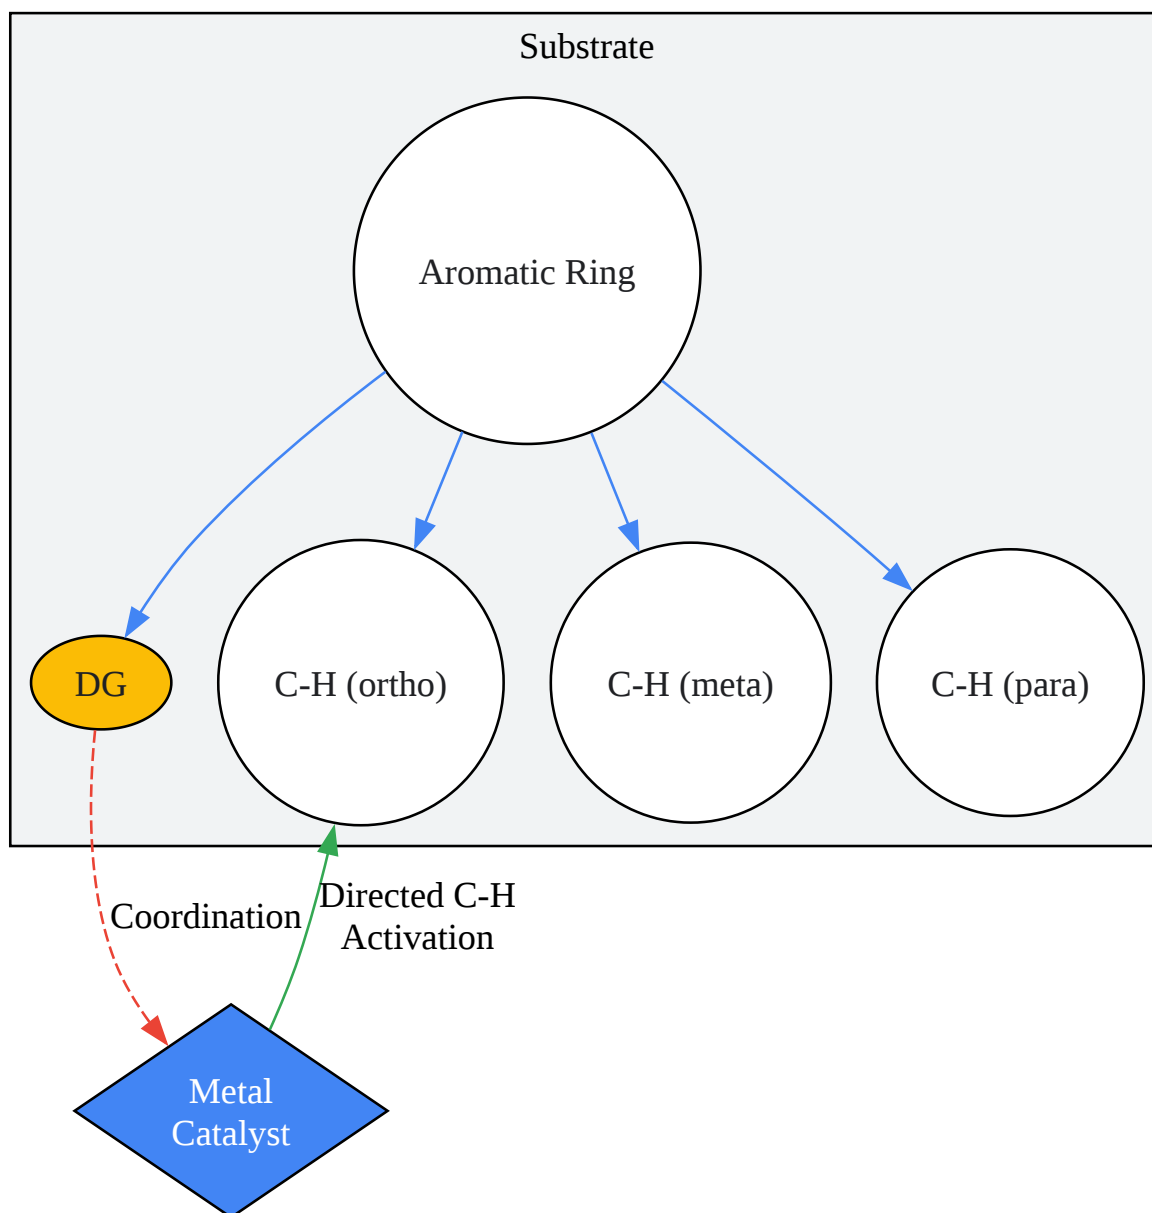 Substrate
Aromatic Ring
DG
C-H (ortho)
C-H (meta)
C-H (para)
Coordination
Directed C-H
Activation
Metal
Catalyst